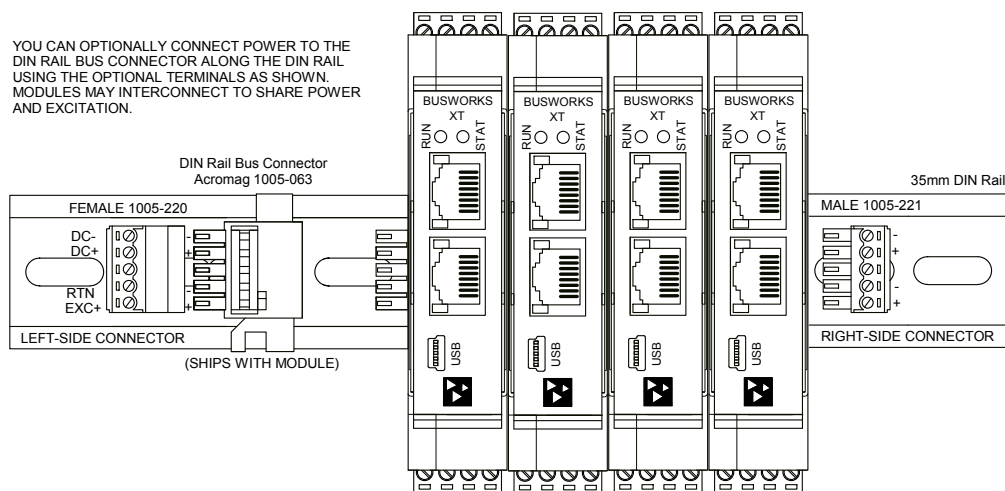 YOU CAN OPTIONALLY CONNECT POWER TO THE
DIN RAIL BUS CONNECTOR ALONG THE DIN RAIL
USING THE OPTIONAL TERMINALS AS SHOWN.
MODULES MAY INTERCONNECT TO SHARE POWER
AND EXCITATION.
DIN Rail Bus Connector
Acromag 1005-063
FEMALE 1005-220
DC-
DC+
RTN
EXC+
-
+
-
+
LEFT-SIDE CONNECTOR
(SHIPS WITH MODULE)
BUSWORKS
XT
RUN
STAT
USB
BUSWORKS
XT
RUN
STAT
USB
BUSWORKS
XT
RUN
STAT
USB
BUSWORKS
XT
RUN
STAT
USB
35mm DIN Rail
MALE 1005-221
-
+
-
+
RIGHT-SIDE CONNECTOR